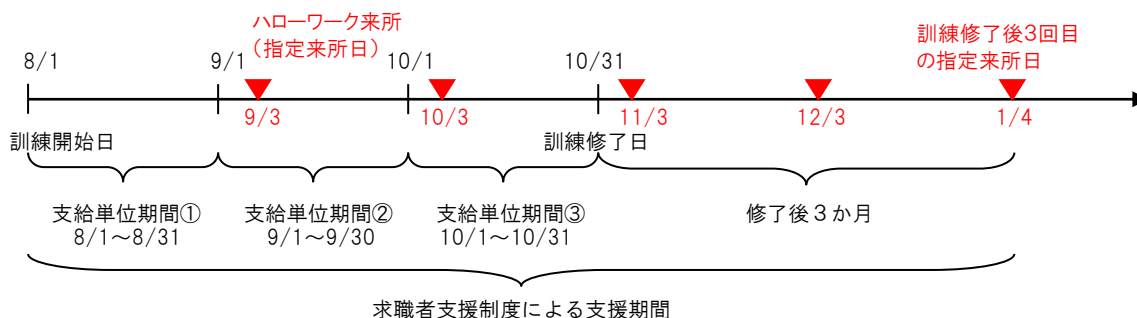 ハローワーク来所
（指定来所日）
訓練修了後3回目
の指定来所日
8/1
9/1
10/1
10/31
9/3
10/3
11/3
12/3
1/4
訓練開始日
訓練修了日
支給単位期間①
8/1～8/31
支給単位期間②
9/1～9/30
支給単位期間③
10/1～10/31
修了後３か月
求職者支援制度による支援期間